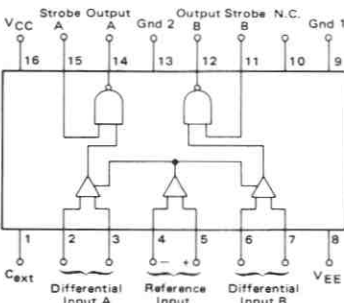 Strobe Output Output Strobe N.C.
VCC A A Gnd 2 B B Gnd 1
16 15 14 13 12 11 10 9
1 2 3 4 5 6 7 8
− +
Cext Differential Reference Differential VEE
Input A Input Input B